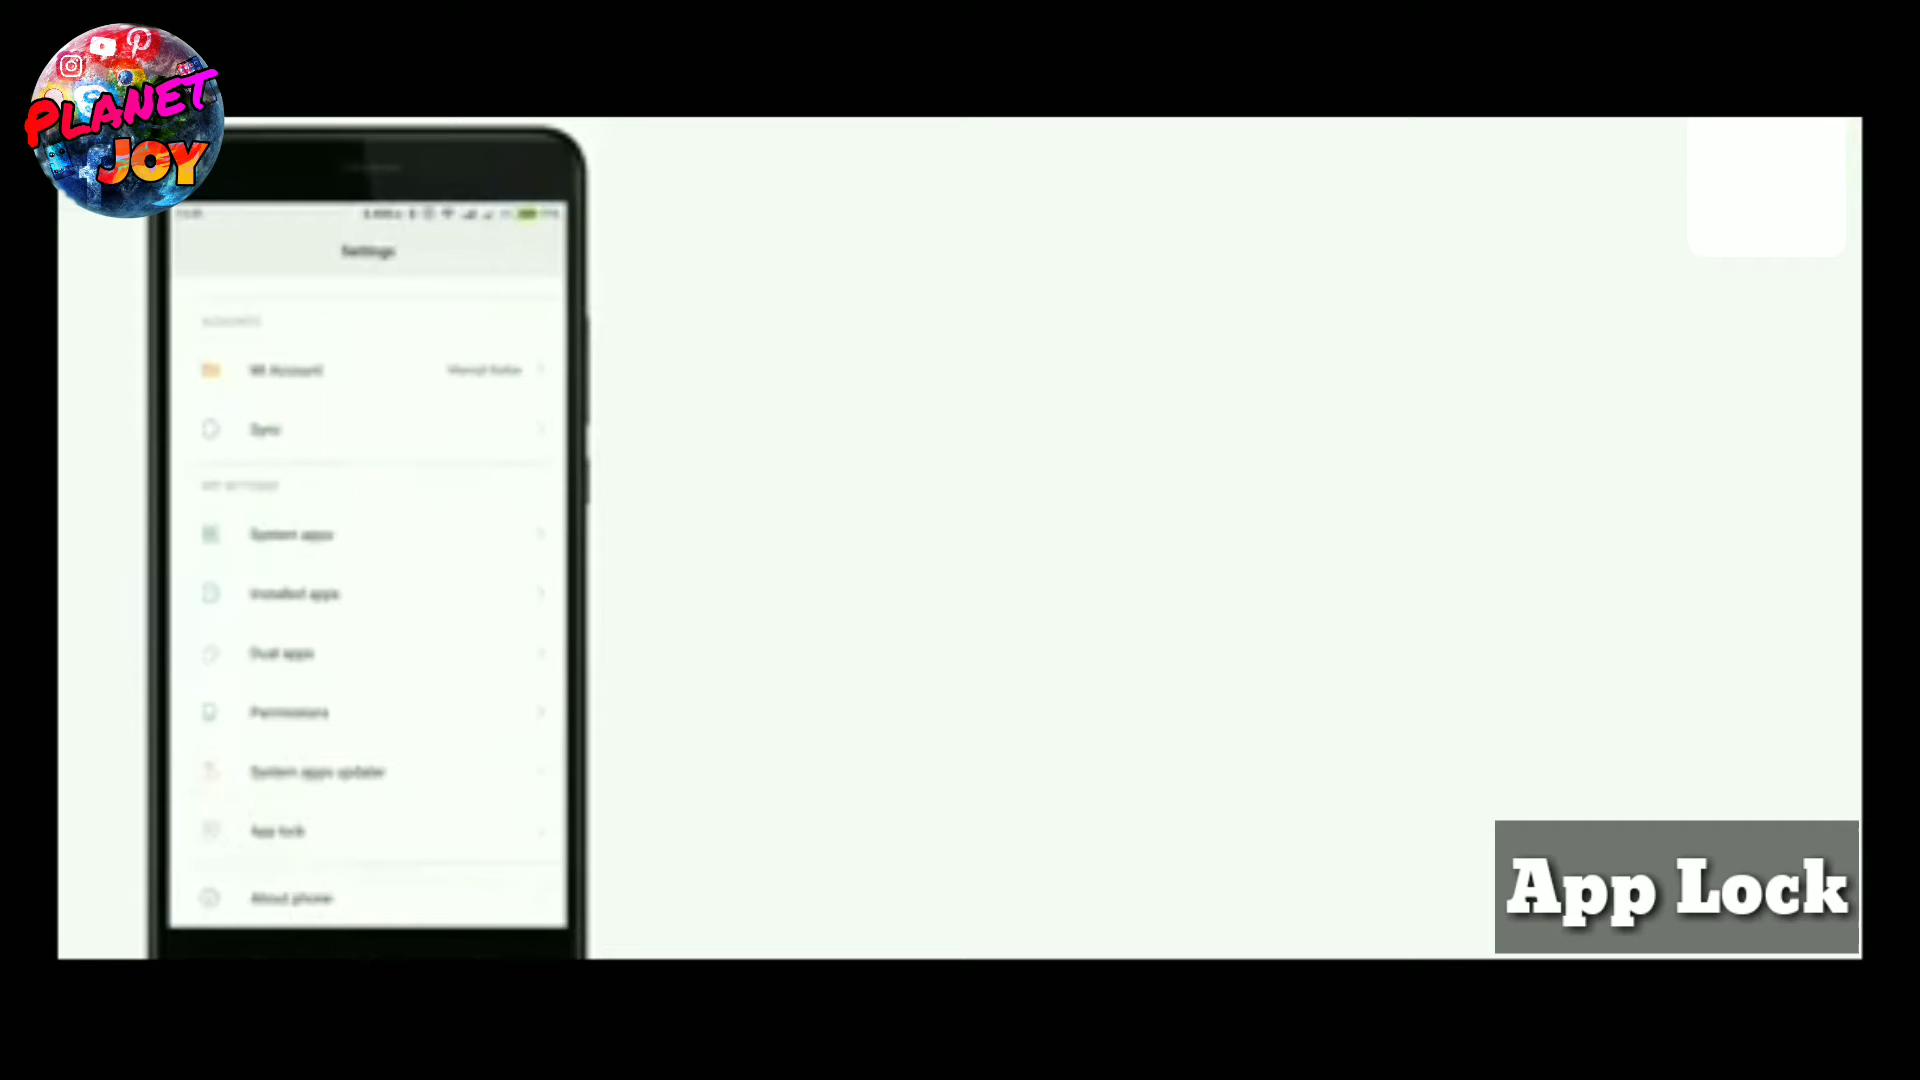 PLANET
JOY
Settings
MI Account
Sync
System apps
Installed apps
Dual apps
Permissions
System apps updater
App lock
About phone
App Lock